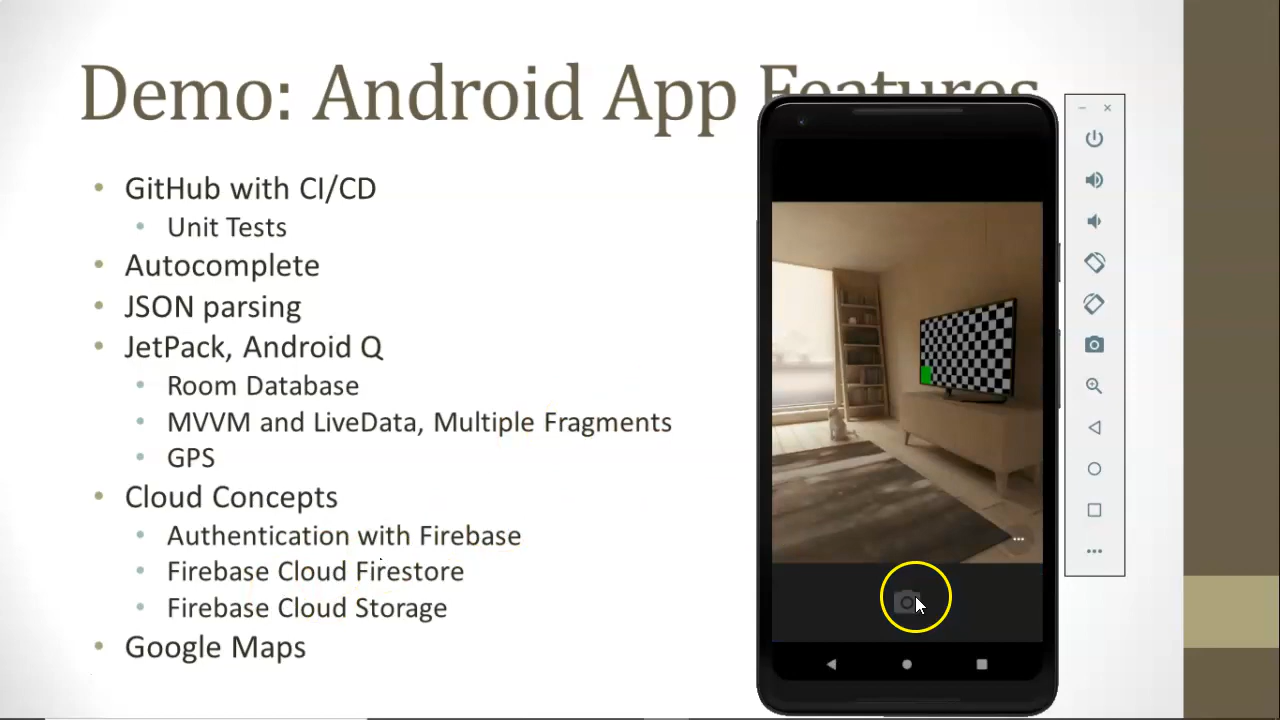 Demo: Android App Features
GitHub with CI/CD
Unit Tests
Autocomplete
JSON parsing
JetPack, Android Q
Room Database
MVVM and LiveData, Multiple Fragments
GPS
Cloud Concepts
Authentication with Firebase
Firebase Cloud Firestore
Firebase Cloud Storage
Google Maps